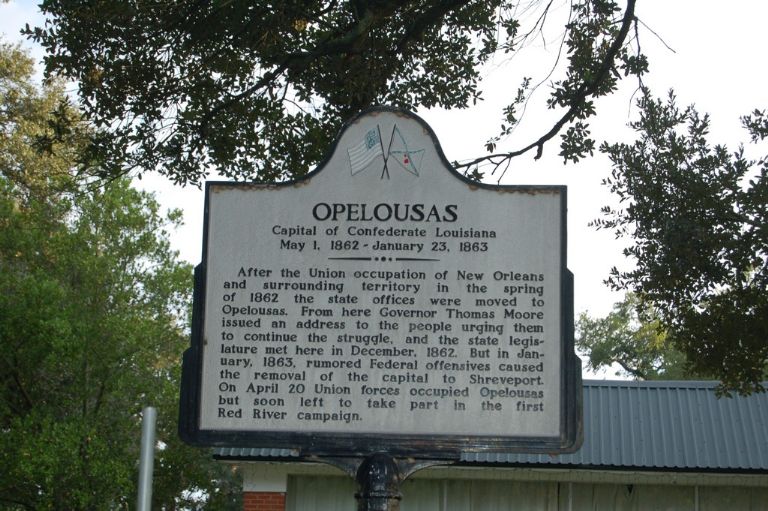 OPELOUSAS
Capital of Confederate Louisiana
May 1, 1862 - January 23, 1863
After the Union occupation of New Orleans
and surrounding territory in the spring
of 1862 the state offices were moved to
Opelousas. From here Governor Thomas Moore
issued an address to the people urging them
to continue the struggle, and the state legis-
lature met here in December, 1862. But in Jan-
uary, 1863, rumored Federal offensives caused
the removal of the capital to Shreveport.
On April 20 Union forces occupied Opelousas
but soon left to take part in the first
Red River campaign.